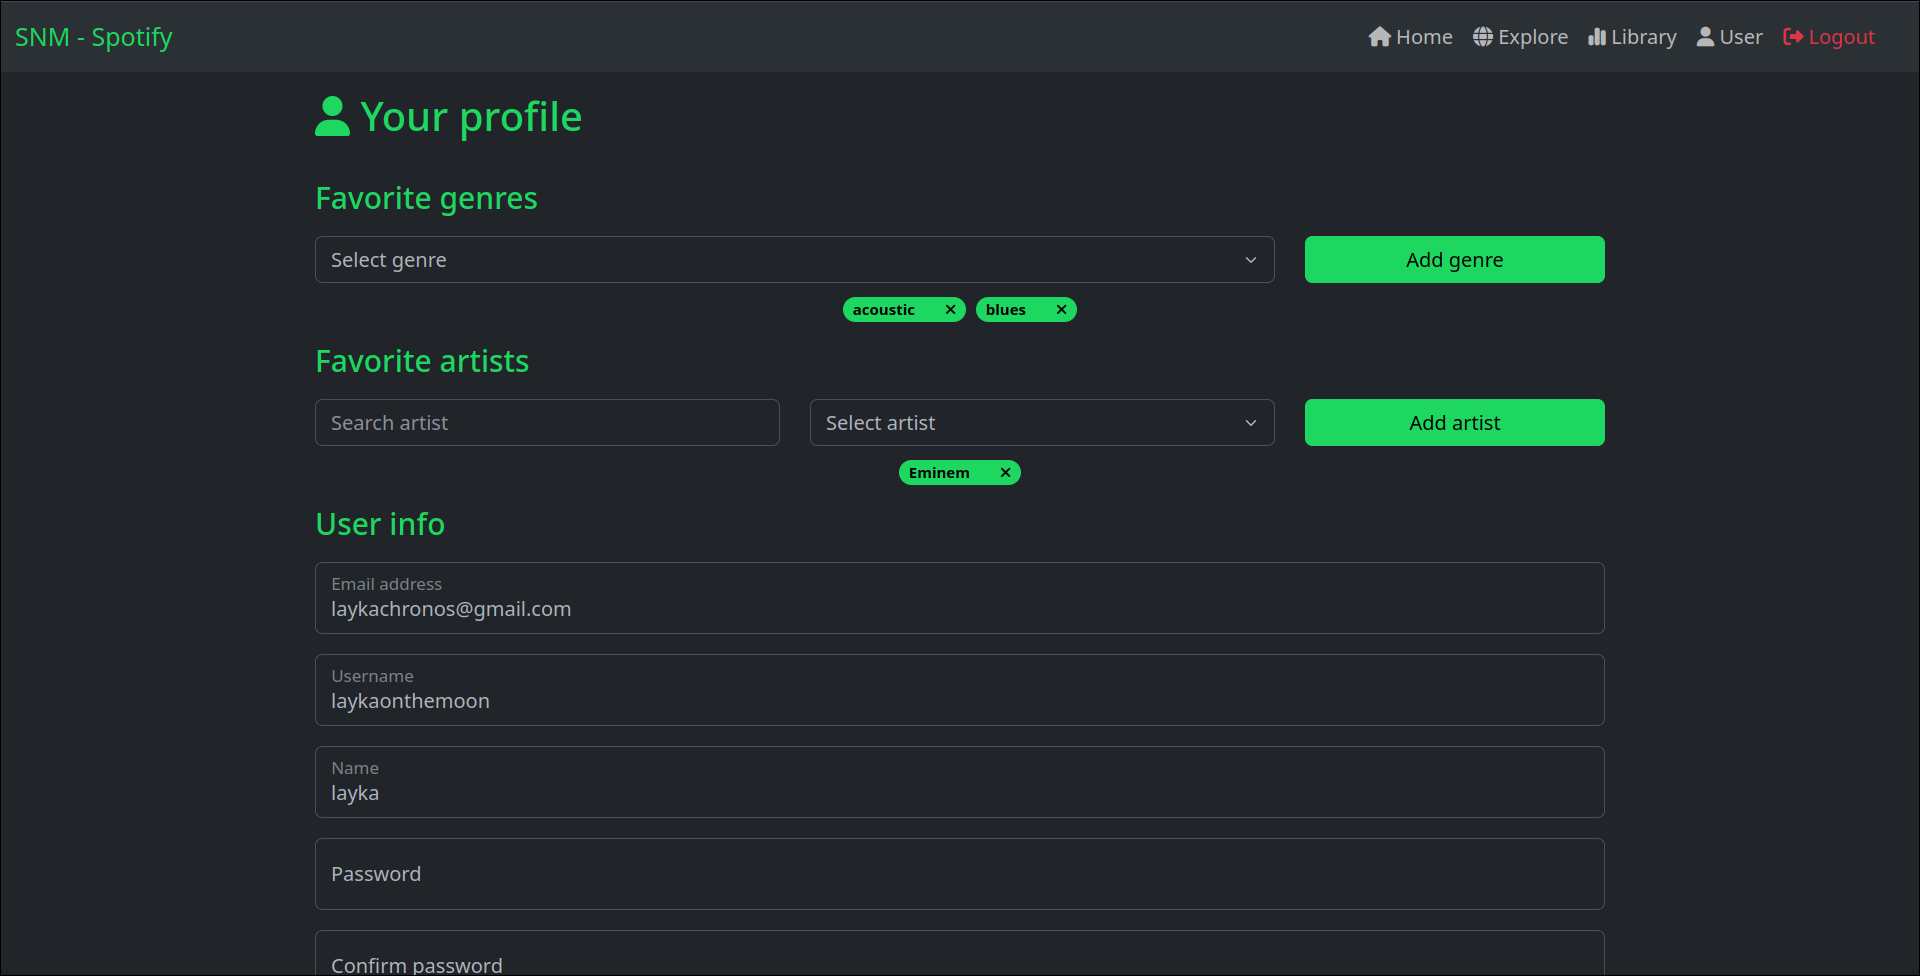 SNM - Spotify
Home Explore Library User Logout
Your profile
Favorite genres
Select genre
Add genre
acoustic
blues
Favorite artists
Search artist
Select artist
Add artist
Eminem
User info
Email address
laykachronos@gmail.com
Username
laykaonthemoon
Name
layka
Password
Confirm password